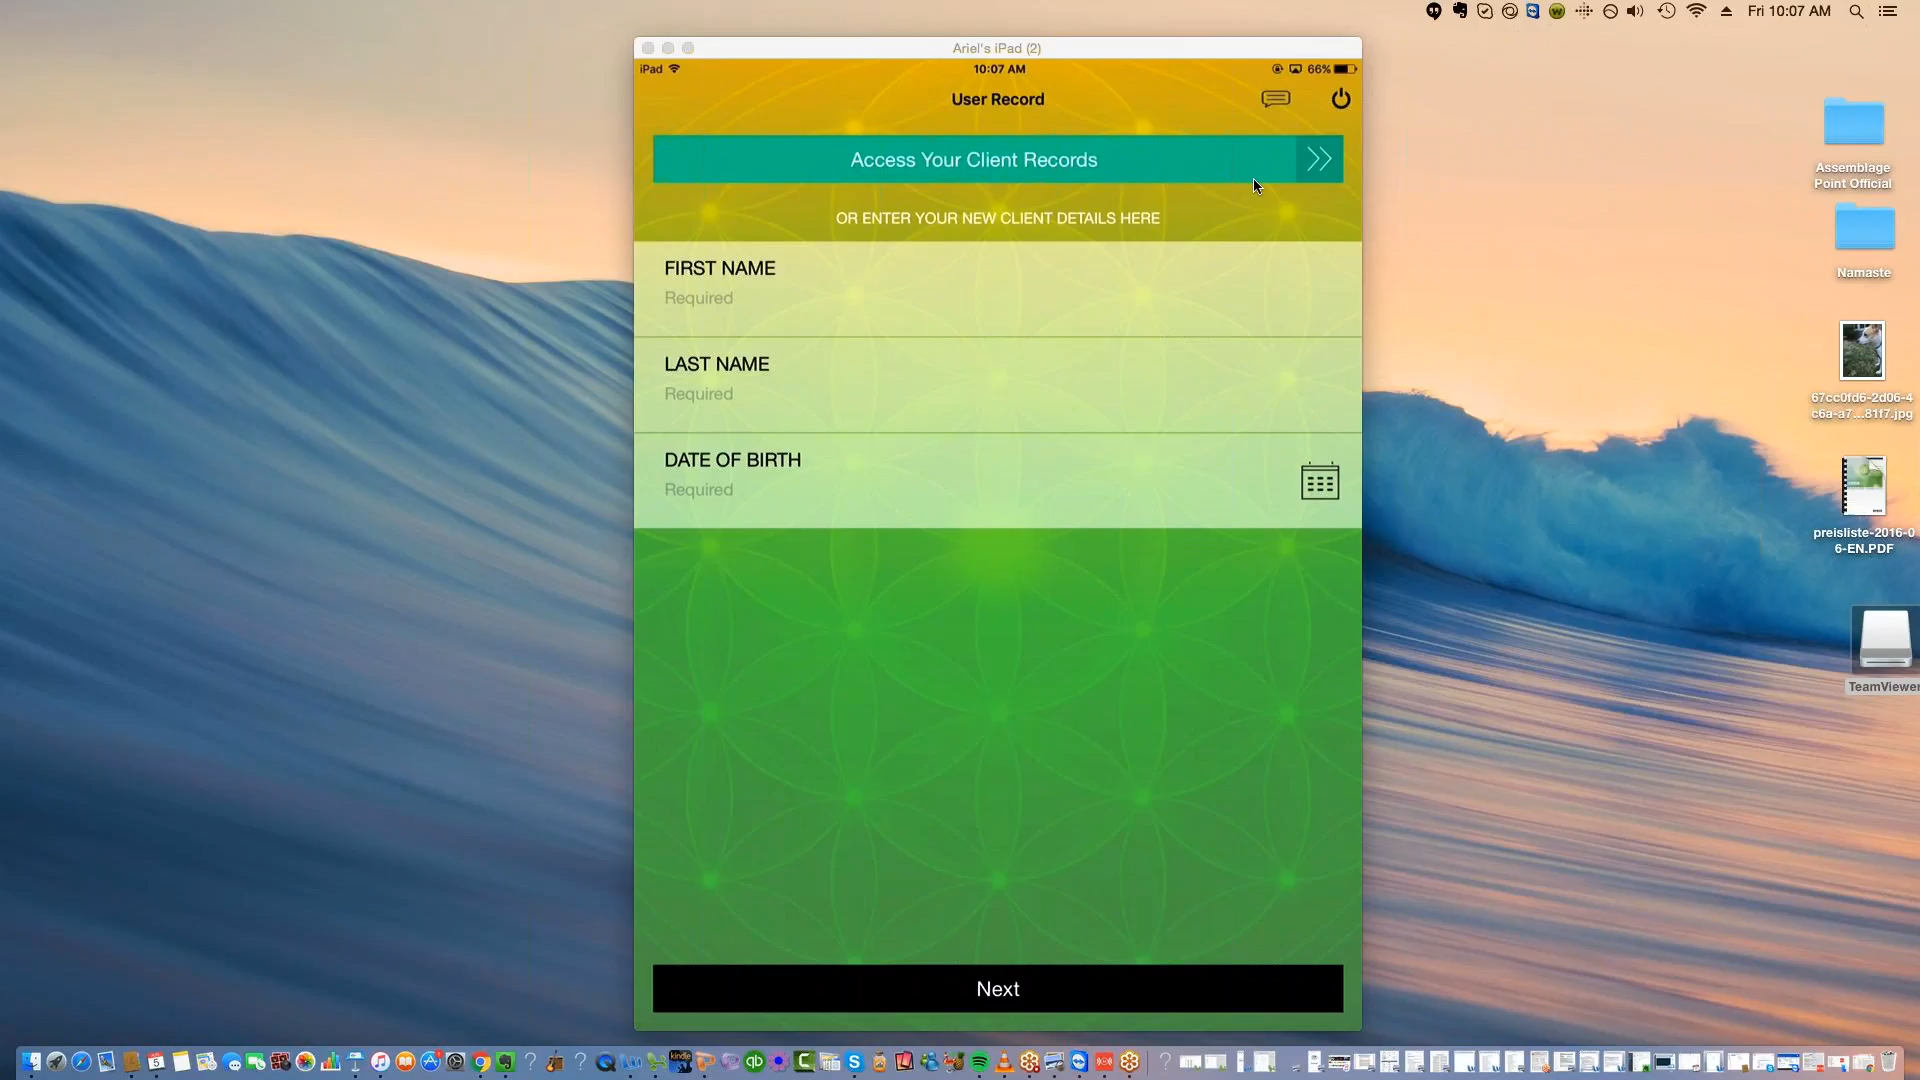 Fri 10:07 AM
Ariel's iPad (2)
iPad
10:07 AM
66%
User Record
Access Your Client Records
OR ENTER YOUR NEW CLIENT DETAILS HERE
FIRST NAME
Required
LAST NAME
Required
DATE OF BIRTH
Required
Next
Assemblage
Point Official
Namaste
67cc0fd6-2d06-4
c6a-a7...81f7.jpg
preisliste-2016-0
6-EN.PDF
TeamViewer
kindle